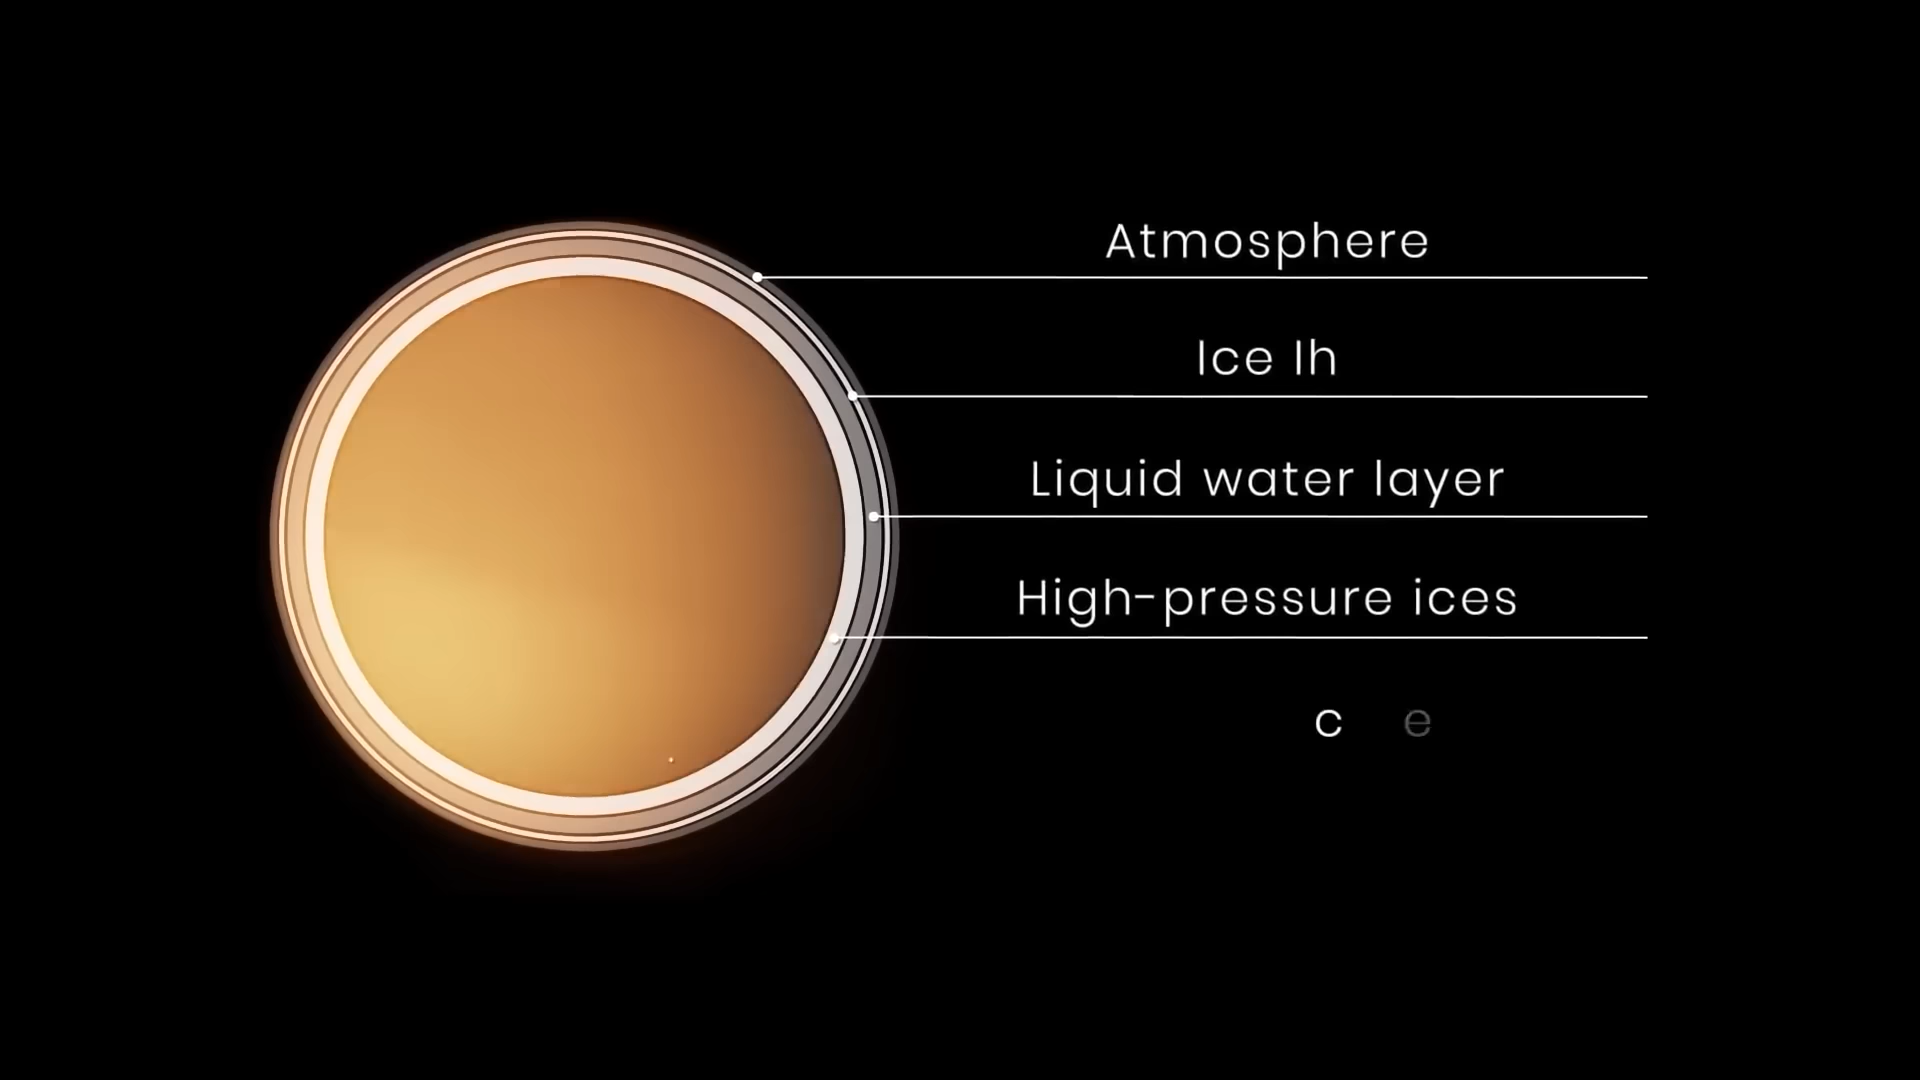 Atmosphere
Ice Ih
Liquid water layer
High-pressure ices
c e